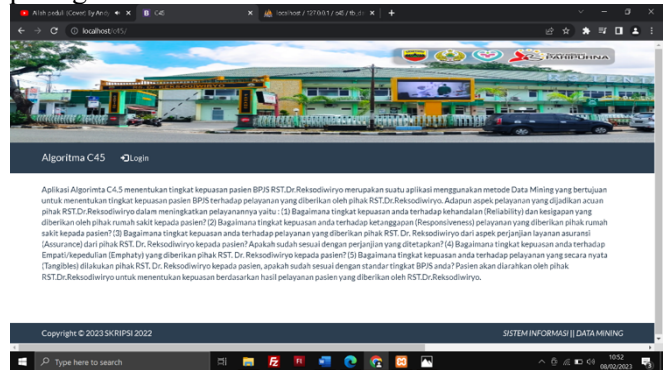 Alishpeduli (Cover) By And
C45
localhost / 127.0.0.1 / c45 / tb_di
localhost/c45/
PARIPURNA
Algoritma C45
Login
Aplikasi Algorimta C4.5 menentukan tingkat kepuasan pasien BPJS RST.Dr.Reksodiwiryo merupakan suatu aplikasi menggunakan metode Data Mining yang bertujuan
untuk menentukan tingkat kepuasan pasien BPJS terhadap pelayanan yang diberikan oleh pihak RST.Dr.Reksodiwiryo. Adapun aspek pelayanan yang dijadikan acuan
pihak RST.Dr.Reksodiwiryo dalam meningkatkan pelayanannya yaitu : (1) Bagaimana tingkat kepuasan anda terhadap kehandalan (Reliability) dan kesigapan yang
diberikan oleh pihak rumah sakit kepada pasien? (2) Bagaimana tingkat kepuasan anda terhadap ketanggapan (Responsiveness) pelayanan yang diberikan pihak rumah
sakit kepada pasien? (3) Bagaimana tingkat kepuasan anda terhadap pelayanan yang diberikan pihak RST. Dr. Reksodiwiryo dari aspek perjanjian layanan asuransi
(Assurance) dari pihak RST. Dr. Reksodiwiryo kepada pasien? Apakah sudah sesuai dengan perjanjian yang ditetapkan? (4) Bagaimana tingkat kepuasan anda terhadap
Empati/kepedulian (Emphaty) yang diberikan pihak RST. Dr. Reksodiwiryo kepada pasien? (5) Bagaimana tingkat kepuasan anda terhadap pelayanan yang secara nyata
(Tangibles) dilakukan pihak RST. Dr. Reksodiwiryo kepada pasien, apakah sudah sesuai dengan standar tingkat BPJS anda? Pasien akan diarahkan oleh pihak
RST.Dr.Reksodiwiryo untuk menentukan kepuasan berdasarkan hasil pelayanan pasien yang diberikan oleh RST.Dr.Reksodiwiryo.
Copyright © 2023 SKRIPSI 2022
SISTEM INFORMASI || DATA MINING
Type here to search
10:52
08/02/2023